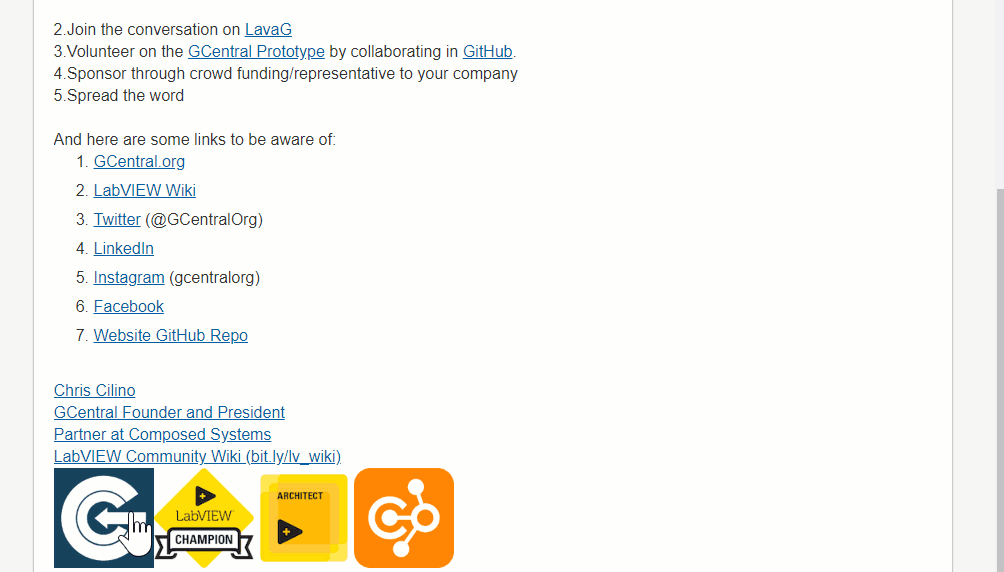 2.Join the conversation on LavaG
3.Volunteer on the GCentral Prototype by collaborating in GitHub.
4.Sponsor through crowd funding/representative to your company
5.Spread the word
And here are some links to be aware of:
1. GCentral.org
2. LabVIEW Wiki
3. Twitter (@GCentralOrg)
4. LinkedIn
5. Instagram (gcentralorg)
6. Facebook
7. Website GitHub Repo
Chris Cilino
GCentral Founder and President
Partner at Composed Systems
LabVIEW Community Wiki (bit.ly/lv_wiki)
LabVIEW
CHAMPION
ARCHITECT